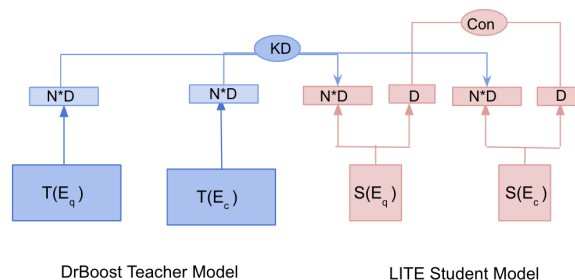 Con
KD
N*D
N*D
N*D
D
N*D
D
T(E_q)
T(E_c)
S(E_q)
S(E_c)
DrBoost Teacher Model
LITE Student Model